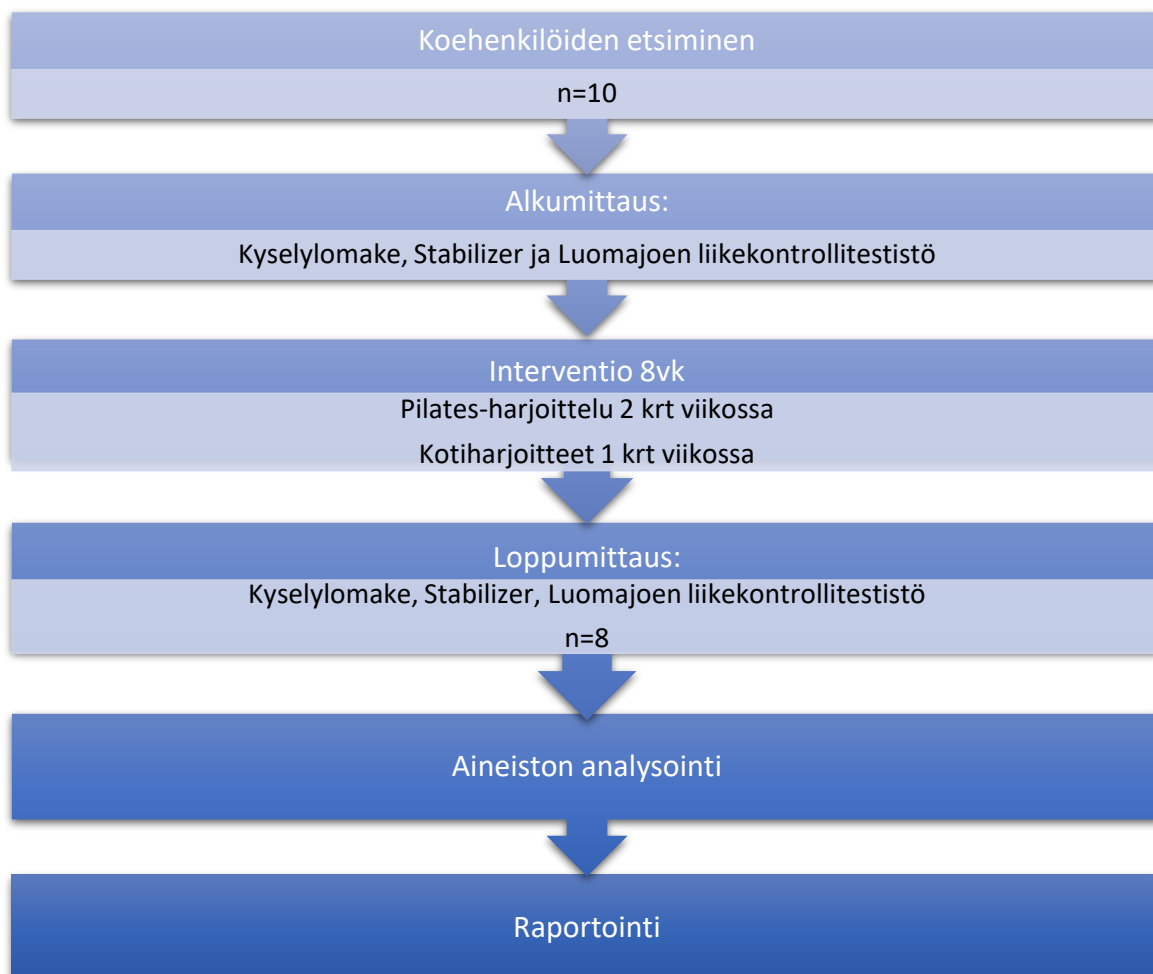 Koehenkilöiden etsiminen
n=10
Alkumittaus:
Kyselylomake, Stabilizer ja Luomajoen liikekontrollitestistö
Interventio 8vk
Pilates-harjoittelu 2 krt viikossa
Kotiharjoitteet 1 krt viikossa
Loppumittaus:
Kyselylomake, Stabilizer, Luomajoen liikekontrollitestistö
n=8
Aineiston analysointi
Raportointi